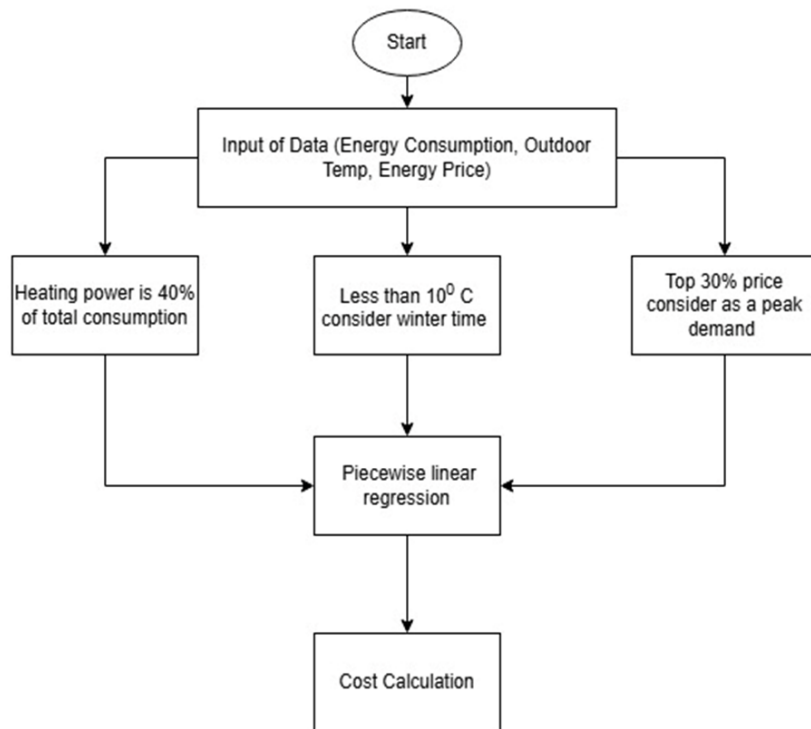 Start
Input of Data (Energy Consumption, Outdoor
Temp, Energy Price)
Heating power is 40%
of total consumption
Less than 10⁰ C
consider winter time
Top 30% price
consider as a peak
demand
Piecewise linear
regression
Cost Calculation